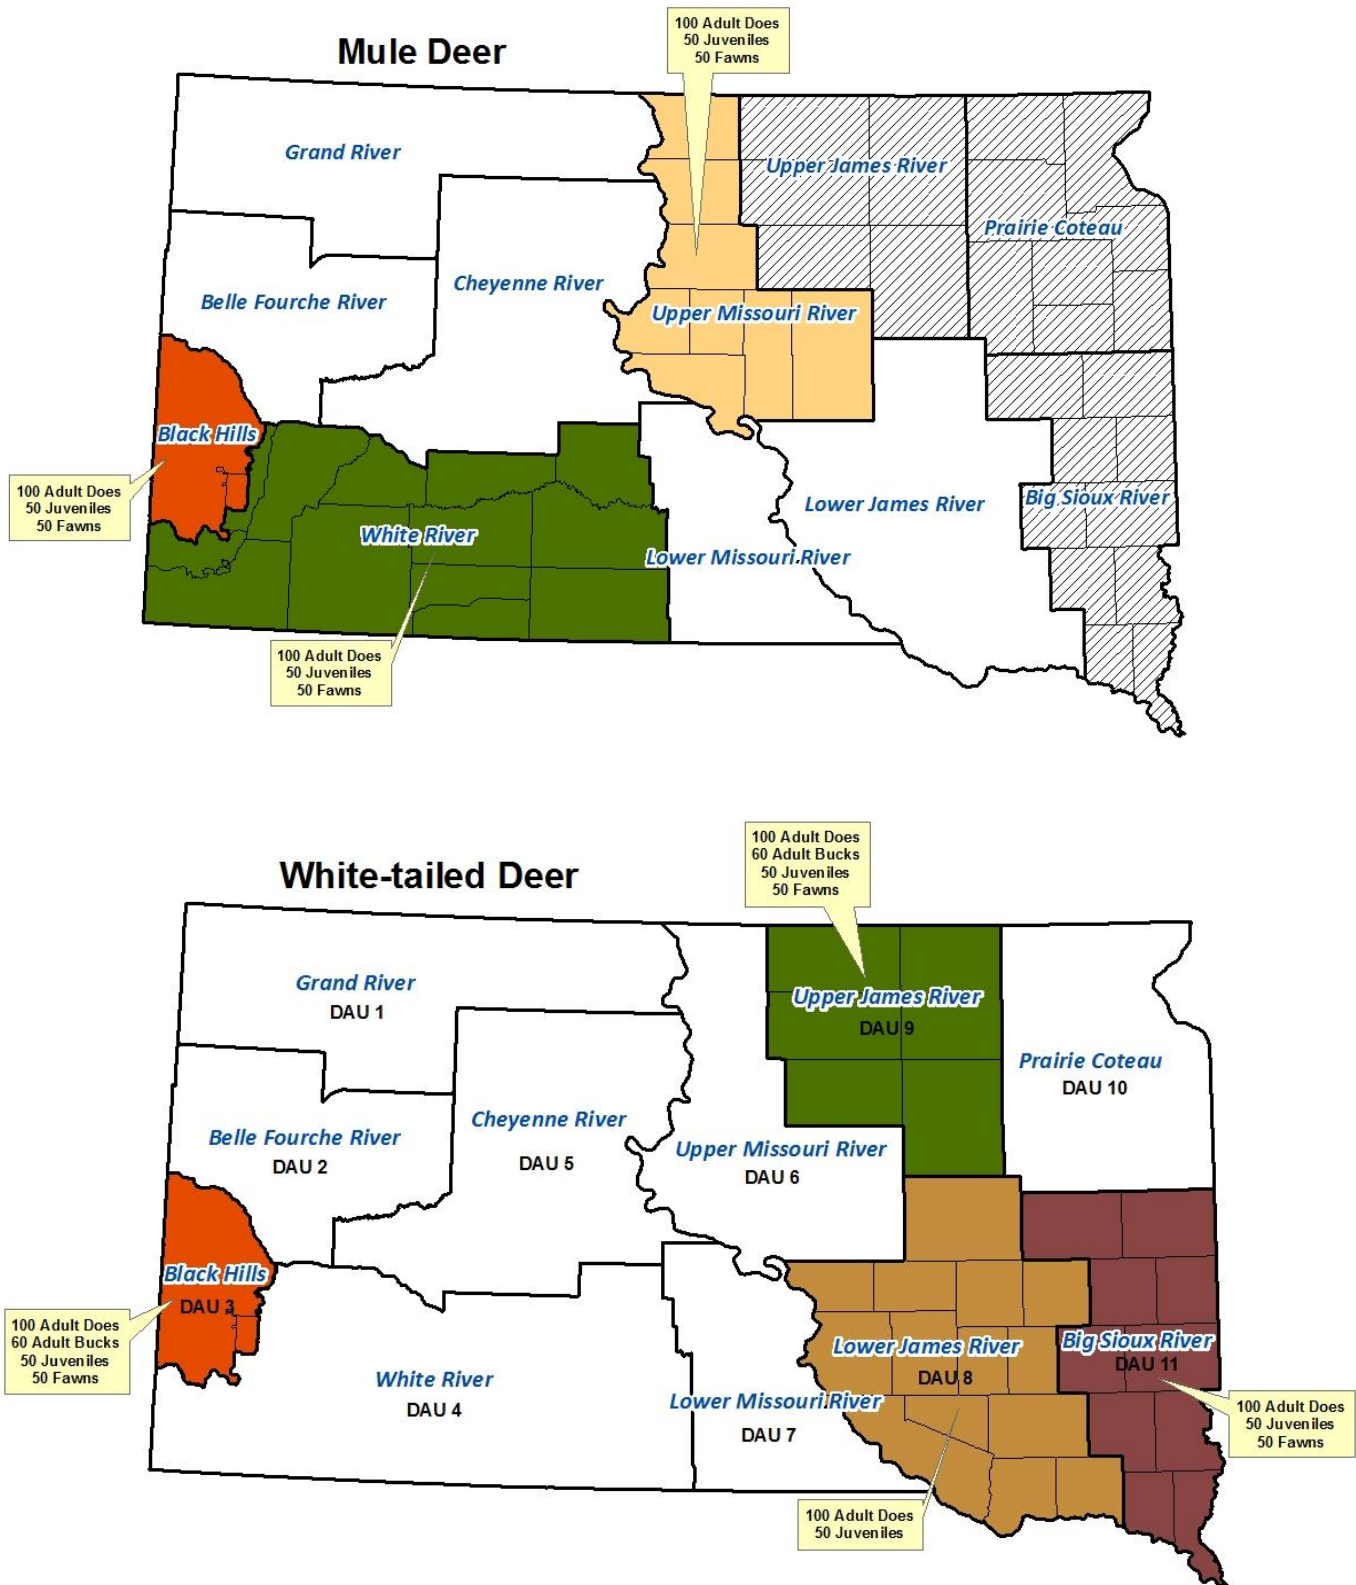 100 Adult Does
50 Juveniles
50 Fawns
Mule Deer
Grand River
Upper James River
Prairie Coteau
Cheyenne River
Belle Fourche River
Upper Missouri River
Black Hills
100 Adult Does
50 Juveniles
50 Fawns
White River
Lower James River
Big Sioux River
Lower Missouri River
100 Adult Does
50 Juveniles
50 Fawns
100 Adult Does
60 Adult Bucks
50 Juveniles
50 Fawns
White-tailed Deer
Grand River
DAU 1
Upper James River
DAU 9
Prairie Coteau
DAU 10
Cheyenne River
DAU 5
Belle Fourche River
DAU 2
Upper Missouri River
DAU 6
Black Hills
DAU 3
100 Adult Does
60 Adult Bucks
50 Juveniles
50 Fawns
White River
DAU 4
Lower James River
DAU 8
Big Sioux River
DAU 11
Lower Missouri River
DAU 7
100 Adult Does
50 Juveniles
50 Fawns
100 Adult Does
50 Juveniles